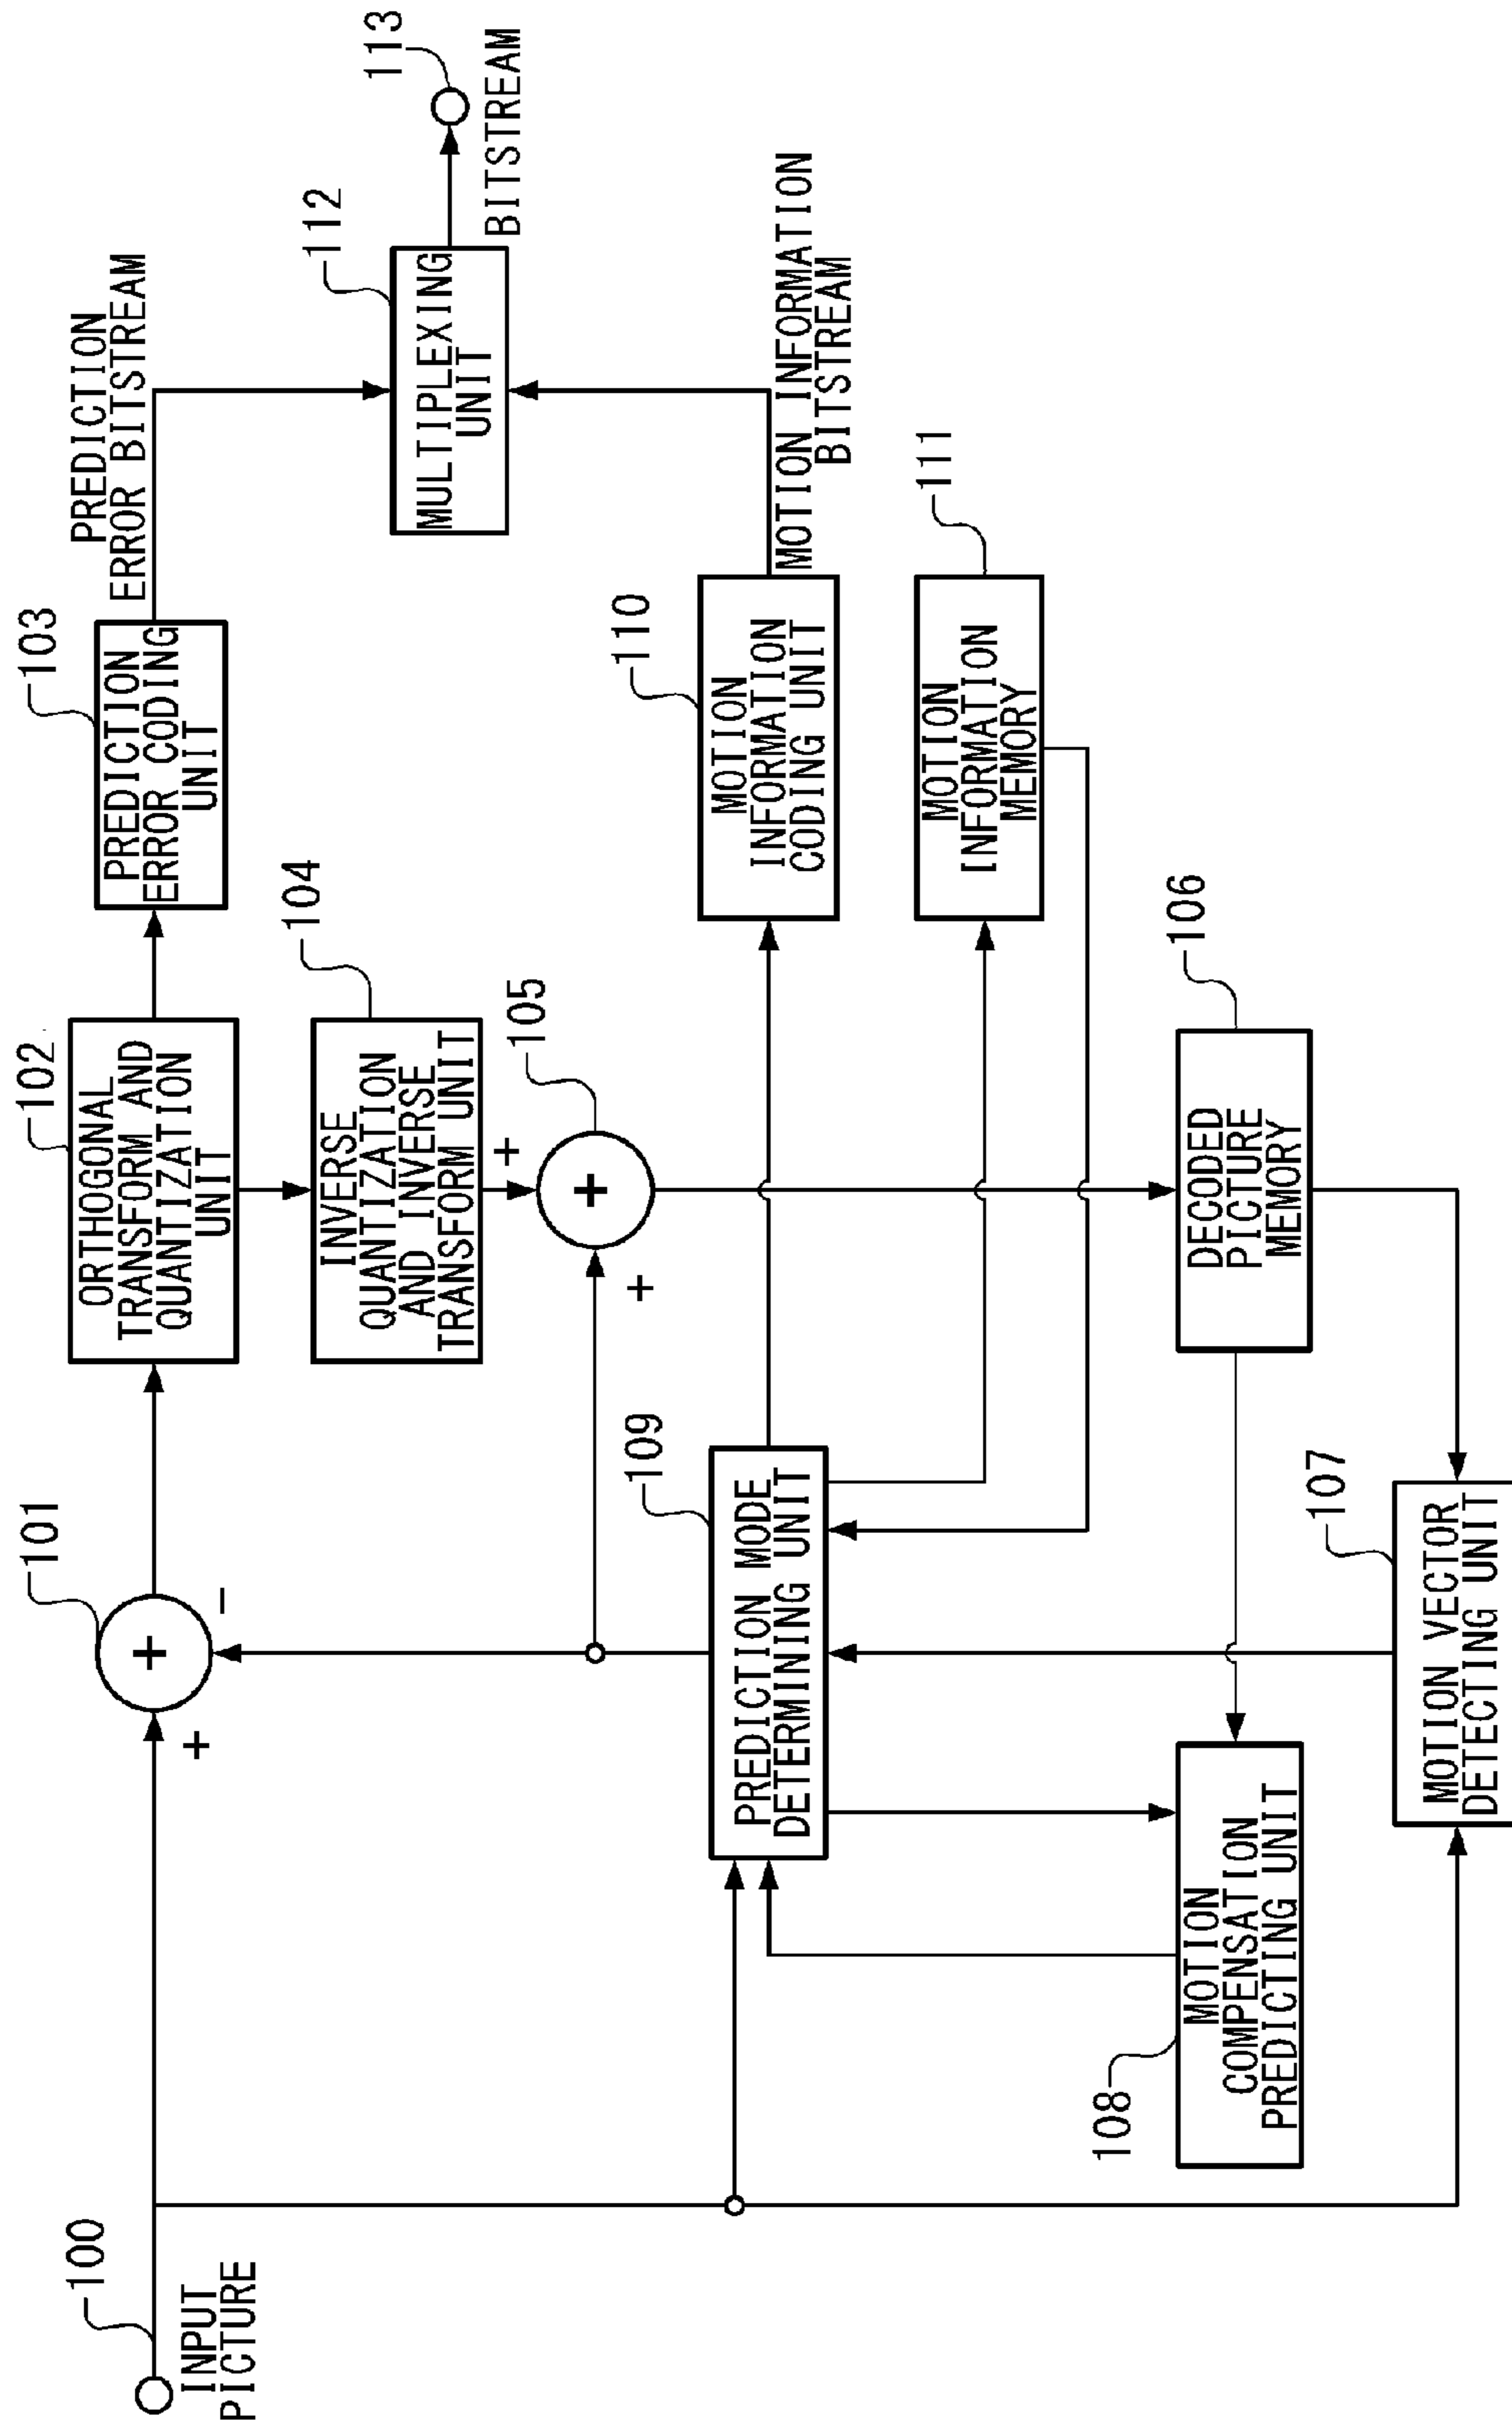 100
INPUT
PICTURE
101
+
+
−
102
ORTHOGONAL
TRANSFORM AND
QUANTIZATION
UNIT
103
PREDICTION
ERROR CODING
UNIT
PREDICTION
ERROR BITSTREAM
104
INVERSE
QUANTIZATION
AND INVERSE
TRANSFORM UNIT
+
105
+
+
112
MULTIPLEXING
UNIT
113
BITSTREAM
109
PREDICTION MODE
DETERMINING UNIT
110
MOTION
INFORMATION
CODING UNIT
MOTION INFORMATION
BITSTREAM
111
MOTION
INFORMATION
MEMORY
108
MOTION
COMPENSATION
PREDICTING UNIT
106
DECODED
PICTURE
MEMORY
107
MOTION VECTOR
DETECTING UNIT